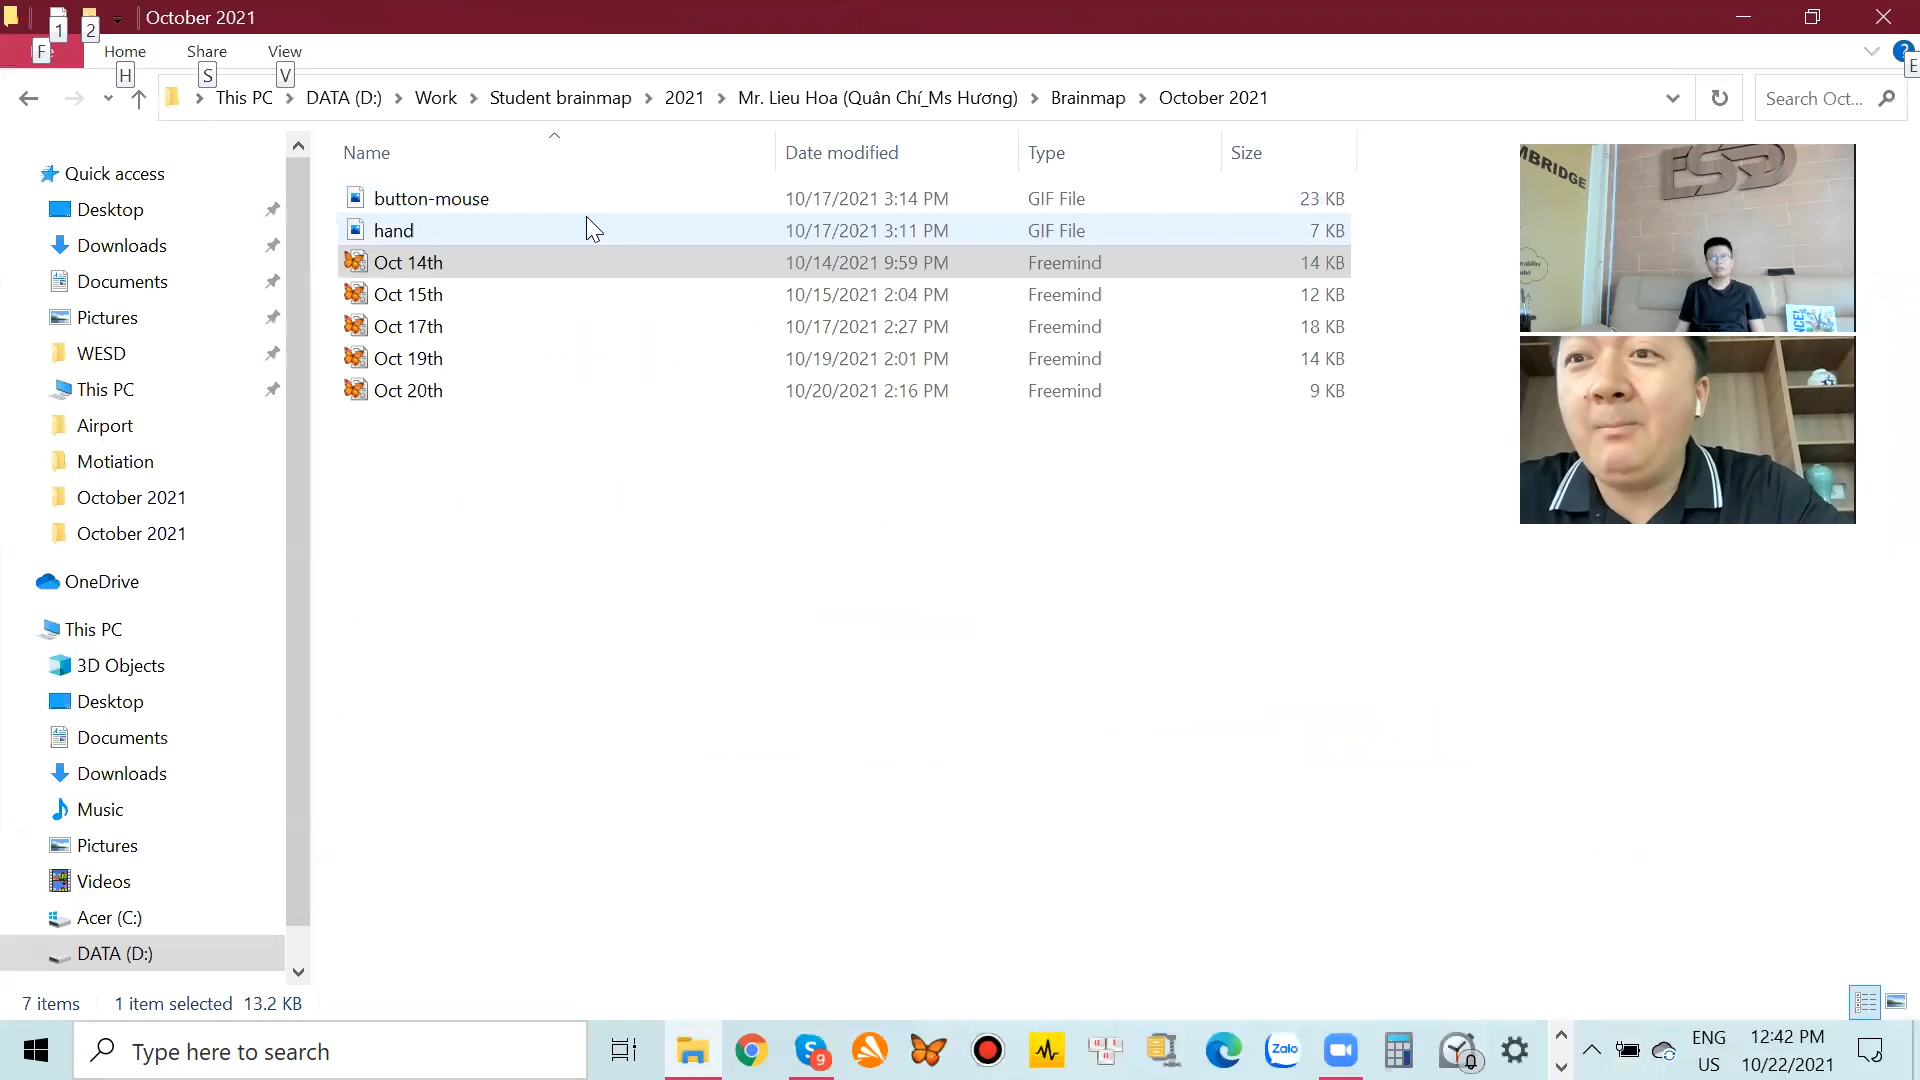 1
2
October 2021
F
Home
Share
View
H
S
V
E
This PC
DATA (D:)
Work
Student brainmap
2021
Mr. Lieu Hoa (Quân Chí_Ms Hương)
Brainmap
October 2021
Search Oct...
Name
Date modified
Type
Size
Quick access
Desktop
Downloads
Documents
Pictures
WESD
This PC
Airport
Motiation
October 2021
October 2021
OneDrive
This PC
3D Objects
Desktop
Documents
Downloads
Music
Pictures
Videos
Acer (C:)
DATA (D:)
button-mouse 10/17/2021 3:14 PM GIF File 23 KB
hand 10/17/2021 3:11 PM GIF File 7 KB
Oct 14th 10/14/2021 9:59 PM Freemind 14 KB
Oct 15th 10/15/2021 2:04 PM Freemind 12 KB
Oct 17th 10/17/2021 2:27 PM Freemind 18 KB
Oct 19th 10/19/2021 2:01 PM Freemind 14 KB
Oct 20th 10/20/2021 2:16 PM Freemind 9 KB
MBRIDGE
ESD
7 items 1 item selected 13.2 KB
Type here to search
9
Zalo
ENG
US
12:42 PM
10/22/2021